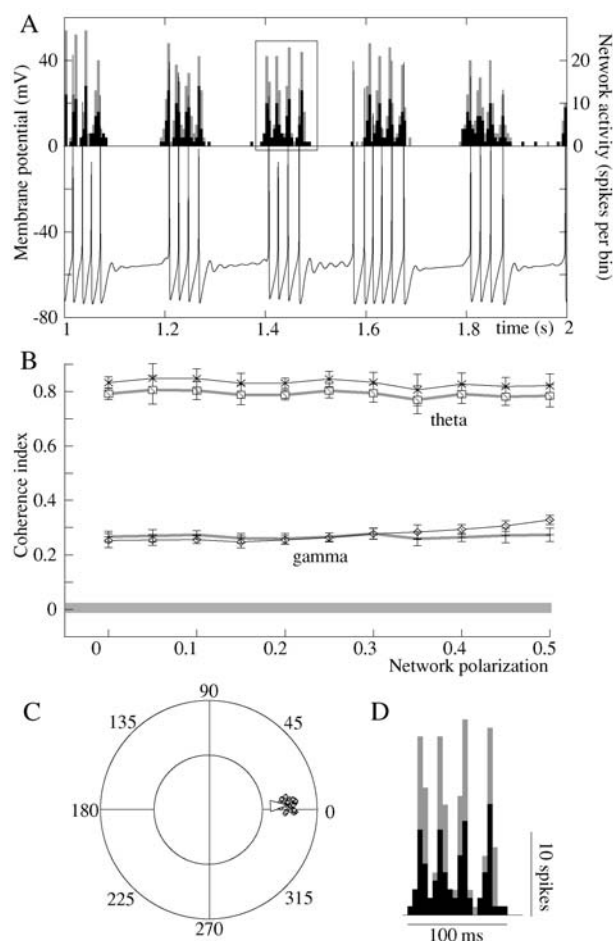 A
Membrane potential (mV)
40
0
-40
-80
20
10
0
Network activity
(spikes per bin)
1 1.2 1.4 1.6 1.8 time (s) 2
B
Coherence index
0.8
0.6
0.4
0.2
0
theta
gamma
0 0.1 0.2 0.3 0.4 0.5
Network polarization
C
90
135 45
180 0
225 315
270
D
10 spikes
100 ms